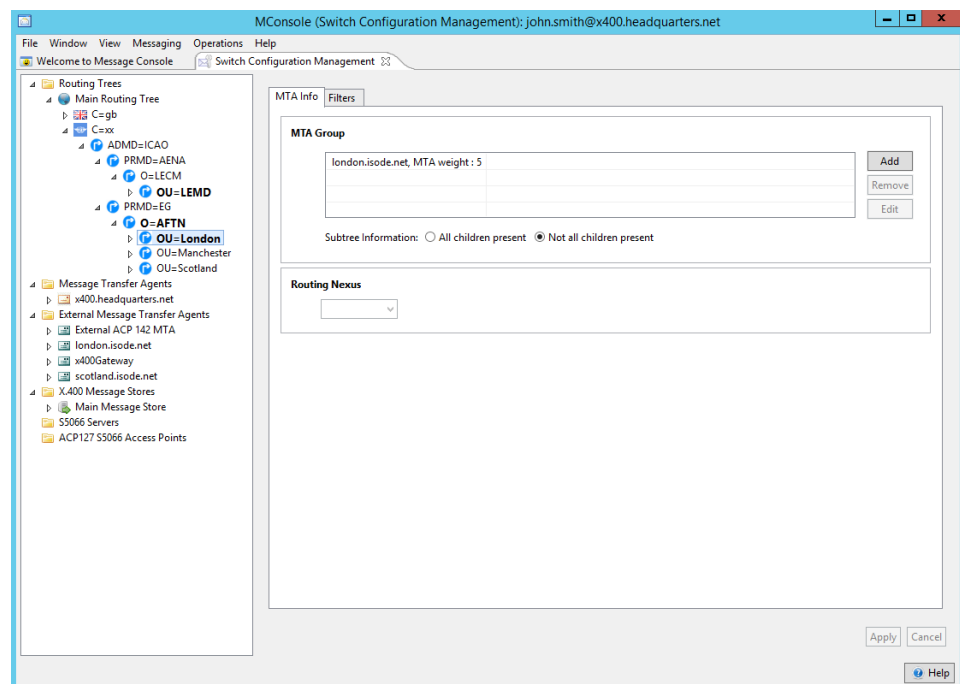 MConsole (Switch Configuration Management): john.smith@x400.headquarters.net
File Window View Messaging Operations Help
Welcome to Message Console
Switch Configuration Management
Routing Trees
Main Routing Tree
C=gb
C=xx
ADMD=ICAO
PRMD=AENA
O=LECM
OU=LEMD
PRMD=EG
O=AFTN
OU=London
OU=Manchester
OU=Scotland
Message Transfer Agents
x400.headquarters.net
External Message Transfer Agents
External ACP 142 MTA
london.isode.net
x400Gateway
scotland.isode.net
X.400 Message Stores
Main Message Store
S5066 Servers
ACP127 S5066 Access Points
MTA Info
Filters
MTA Group
london.isode.net, MTA weight : 5
Add
Remove
Edit
Subtree Information: All children present Not all children present
Routing Nexus
Apply Cancel
Help